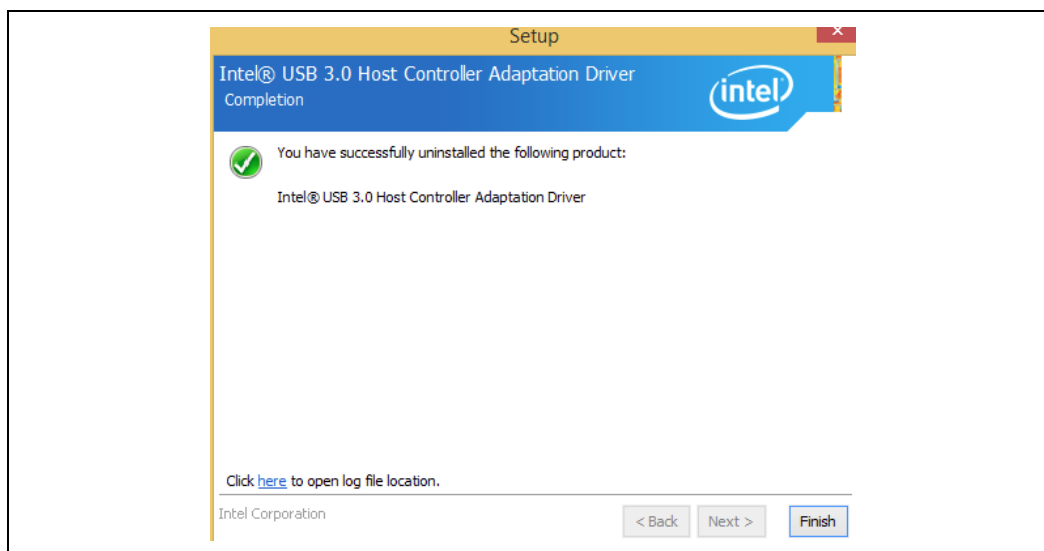 Setup
Intel® USB 3.0 Host Controller Adaptation Driver
Completion
intel
You have successfully uninstalled the following product:
Intel® USB 3.0 Host Controller Adaptation Driver
Click here to open log file location.
Intel Corporation
< Back Next > Finish